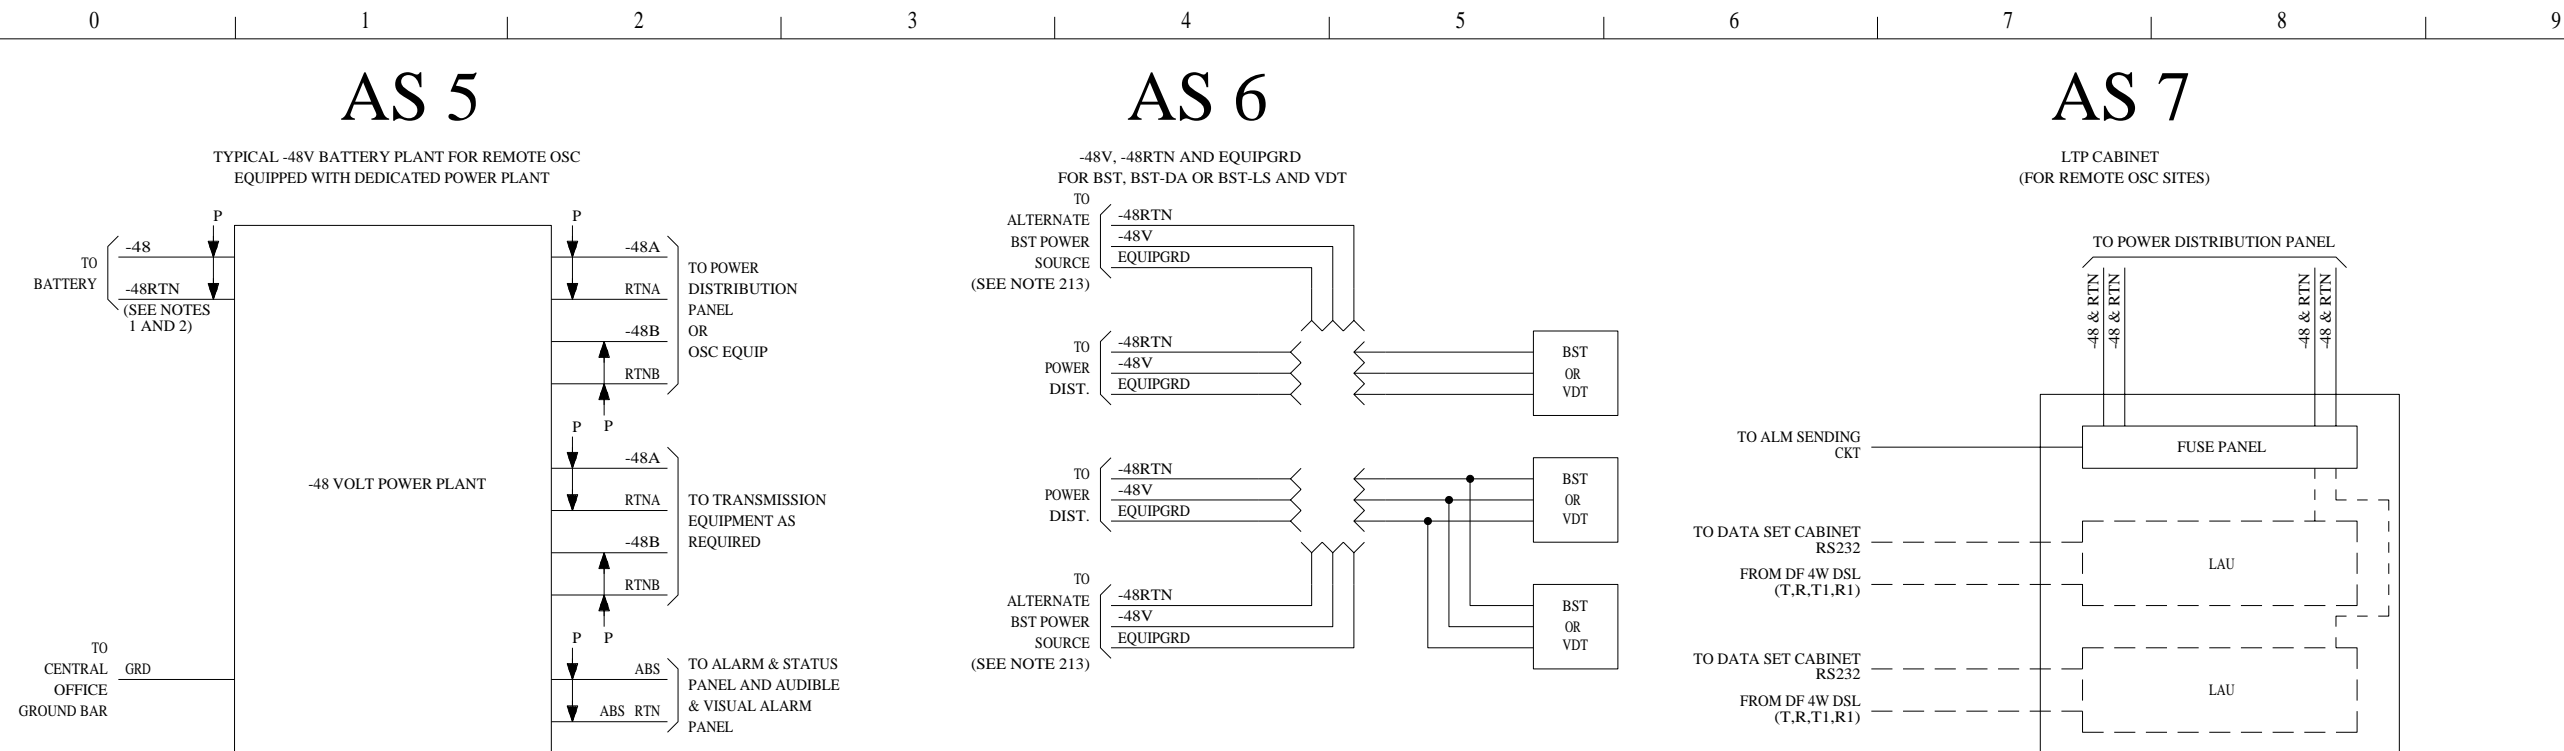 0 1 2 3 4 5 6 7 8 9
AS 5
TYPICAL -48V BATTERY PLANT FOR REMOTE OSC
EQUIPPED WITH DEDICATED POWER PLANT
P
P
-48
TO
BATTERY
-48RTN
(SEE NOTES
1 AND 2)
-48A
RTNA
-48B
RTNB
TO POWER
DISTRIBUTION
PANEL
OR
OSC EQUIP
P
P
-48 VOLT POWER PLANT
-48A
RTNA
-48B
RTNB
TO TRANSMISSION
EQUIPMENT AS
REQUIRED
P
P
TO
CENTRAL
OFFICE
GROUND BAR
GRD
ABS
ABS RTN
TO ALARM & STATUS
PANEL AND AUDIBLE
& VISUAL ALARM
PANEL
AS 6
-48V, -48RTN AND EQUIPGRD
FOR BST, BST-DA OR BST-LS AND VDT
TO
ALTERNATE
BST POWER
SOURCE
(SEE NOTE 213)
-48RTN
-48V
EQUIPGRD
TO
POWER
DIST.
-48RTN
-48V
EQUIPGRD
BST
OR
VDT
TO
POWER
DIST.
-48RTN
-48V
EQUIPGRD
BST
OR
VDT
TO
ALTERNATE
BST POWER
SOURCE
(SEE NOTE 213)
-48RTN
-48V
EQUIPGRD
BST
OR
VDT
AS 7
LTP CABINET
(FOR REMOTE OSC SITES)
TO POWER DISTRIBUTION PANEL
-48 & RTN
-48 & RTN
-48 & RTN
-48 & RTN
TO ALM SENDING
CKT
FUSE PANEL
TO DATA SET CABINET
RS232
FROM DF 4W DSL
(T,R,T1,R1)
LAU
TO DATA SET CABINET
RS232
FROM DF 4W DSL
(T,R,T1,R1)
LAU